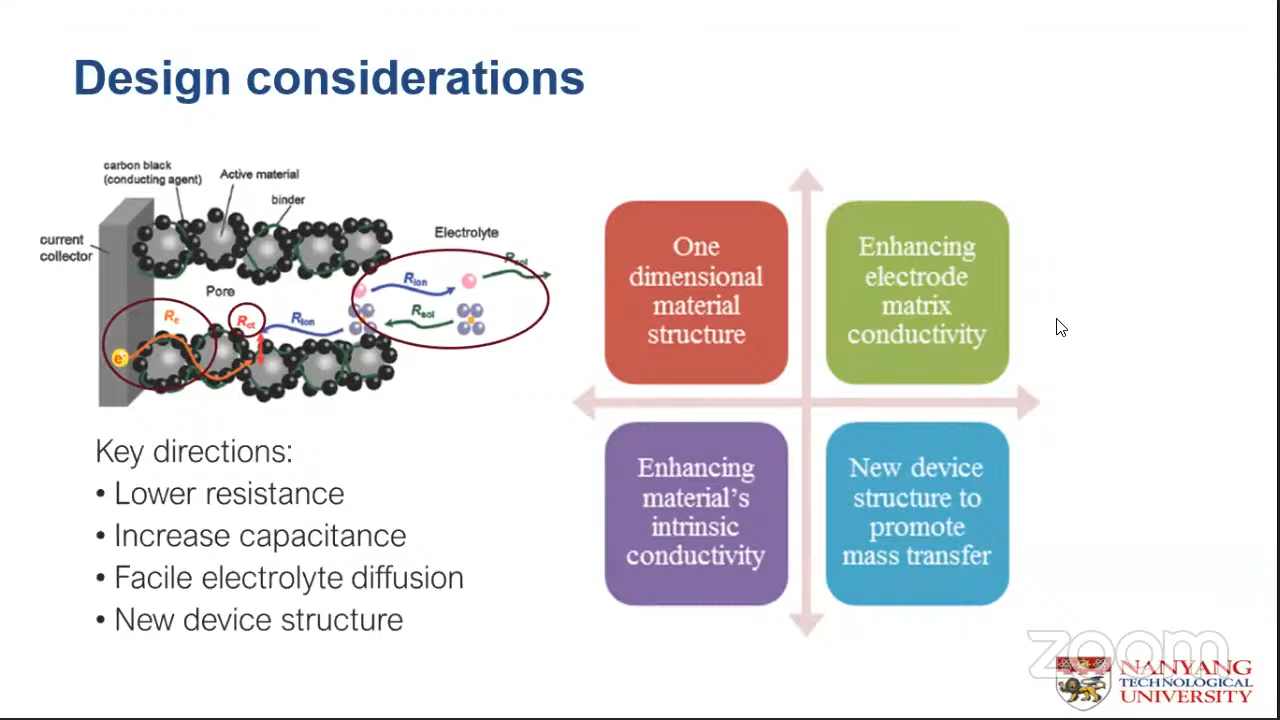 Design considerations
carbon black
(conducting agent)
Active material
binder
current
collector
Electrolyte
Rsol
Rion
Pore
Re
Rct
Rion
Rsol
e-
Key directions:
• Lower resistance
• Increase capacitance
• Facile electrolyte diffusion
• New device structure
One
dimensional
material
structure
Enhancing
electrode
matrix
conductivity
Enhancing
material’s
intrinsic
conductivity
New device
structure to
promote
mass transfer
zoom
NANYANG
TECHNOLOGICAL
UNIVERSITY